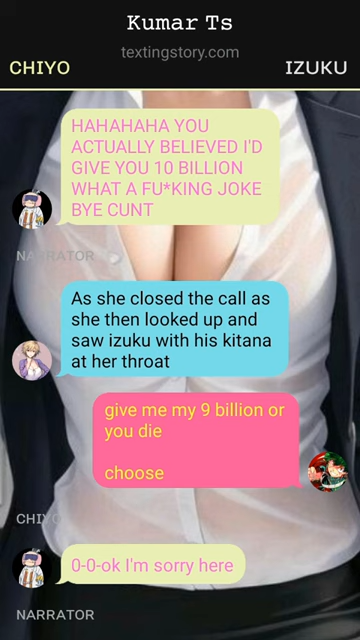 Kumar Ts
textingstory.com
CHIYO
IZUKU
HAHAHAHA YOU
ACTUALLY BELIEVED I'D
GIVE YOU 10 BILLION
WHAT A FU*KING JOKE
BYE CUNT
NARRATOR
As she closed the call as
she then looked up and
saw izuku with his kitana
at her throat
give me my 9 billion or
you die
choose
CHIYO
0-0-ok I'm sorry here
NARRATOR